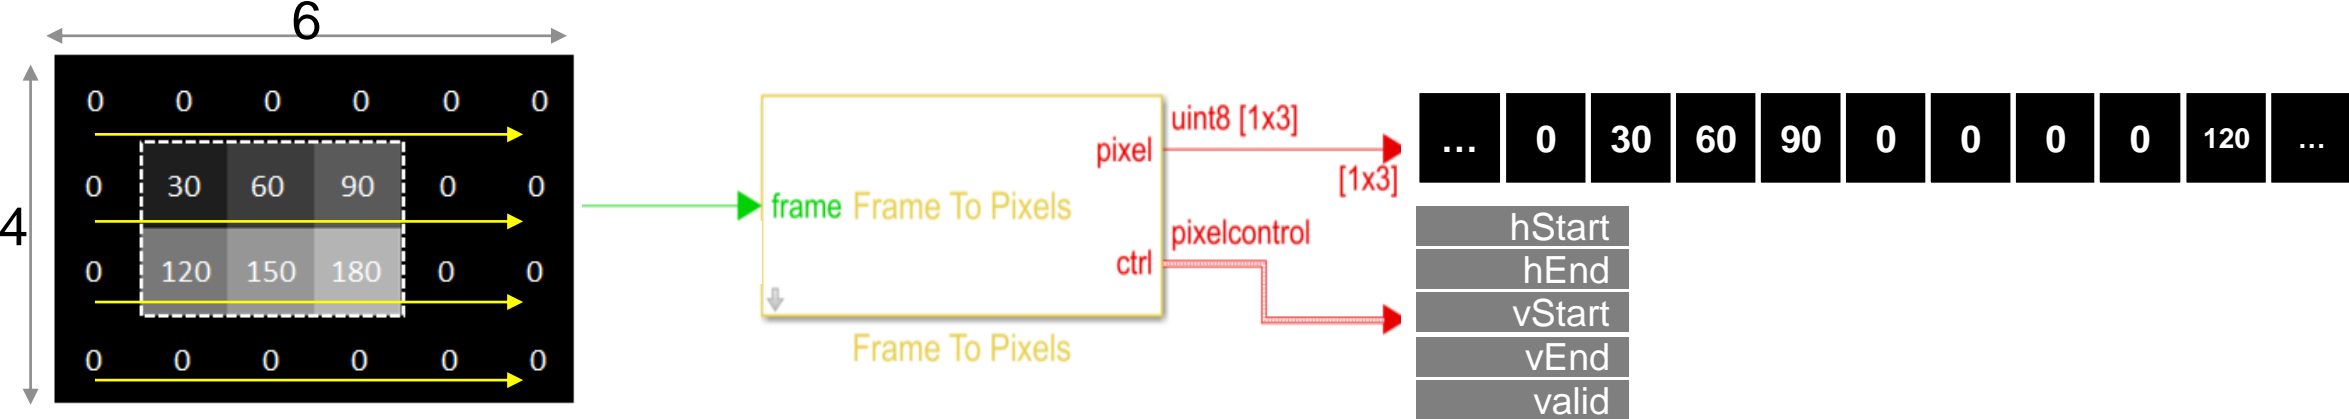 6
4
0 0 0 0 0 0
0 30 60 90 0 0
0 120 150 180 0 0
0 0 0 0 0 0
frame Frame To Pixels
pixel
ctrl
Frame To Pixels
uint8 [1x3]
[1x3]
pixelcontrol
... 0 30 60 90 0 0 0 0 120 ...
hStart
hEnd
vStart
vEnd
valid